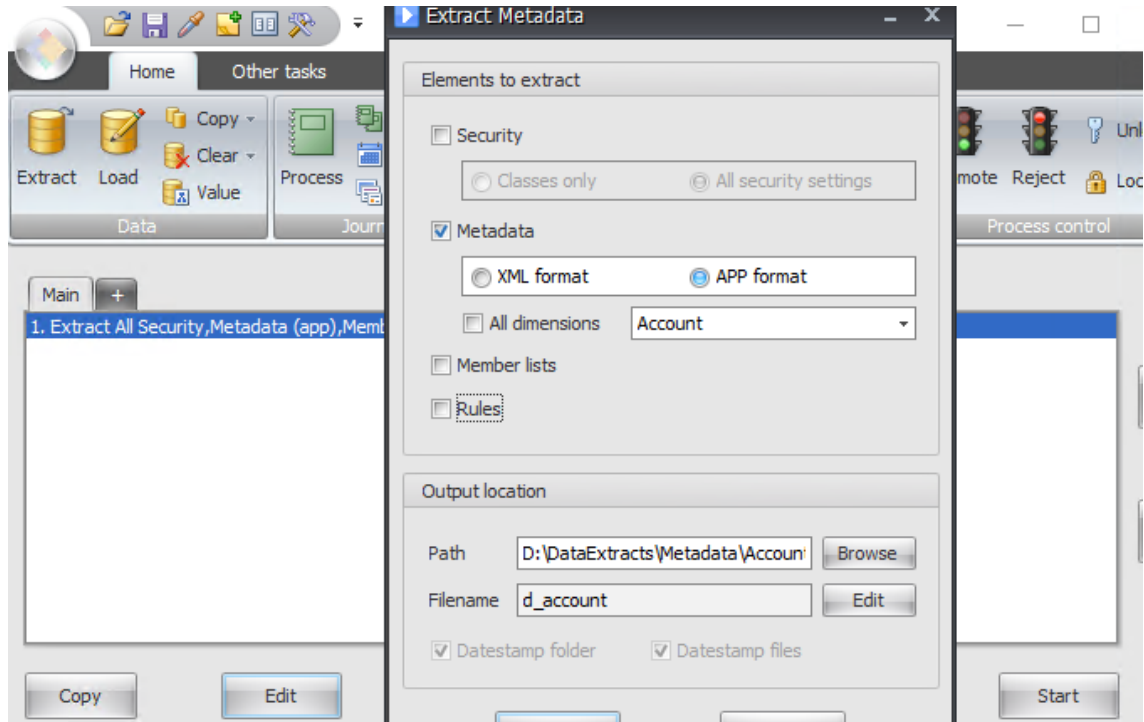 Extract Metadata
Home
Other tasks
Extract
Load
Copy
Clear
Value
Process
Reject
Data
Process control
Main
+
1. Extract All Security,Metadata (app),
Elements to extract
Security
Classes only
All security settings
Metadata
XML format
APP format
All dimensions
Account
Member lists
Rules
Output location
Path
D:\DataExtracts\Metadata\Account
Browse
Filename
d_account
Edit
Datestamp folder
Datestamp files
Copy
Edit
Start